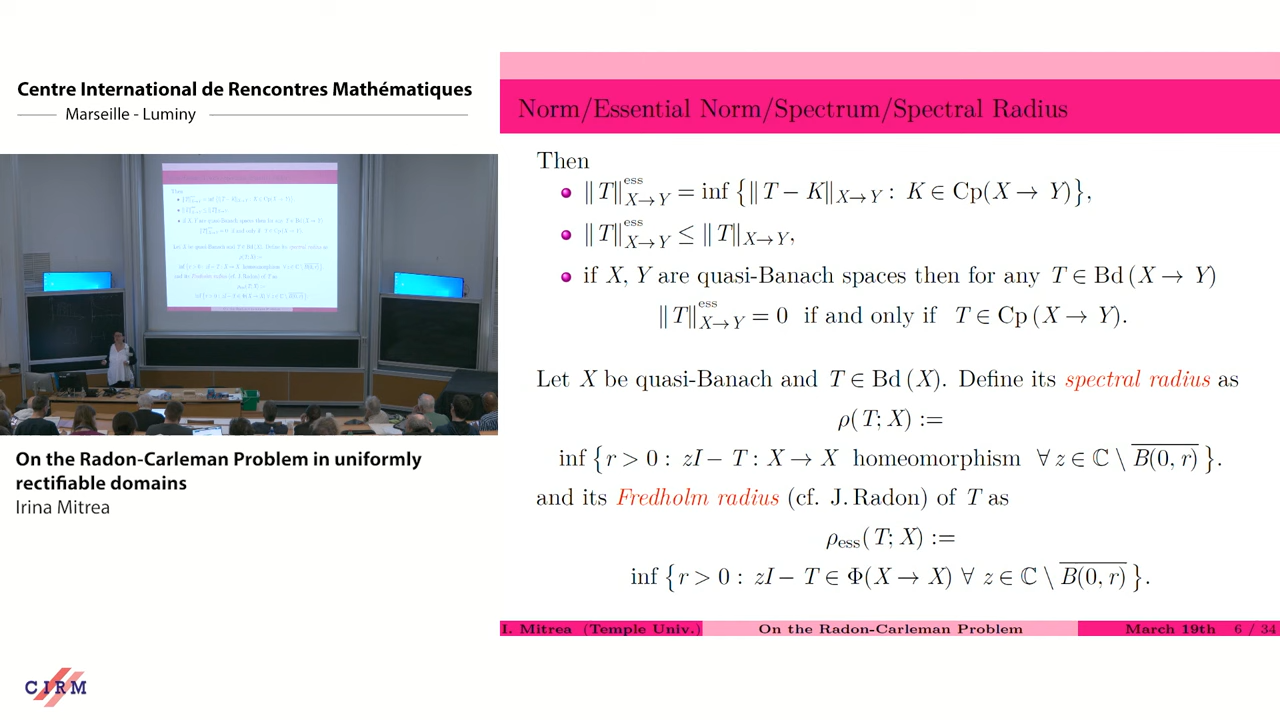 Centre International de Rencontres Mathématiques
Marseille - Luminy
On the Radon-Carleman Problem in uniformly
rectifiable domains
Irina Mitrea
CIRM
Norm/Essential Norm/Spectrum/Spectral Radius
Then
‖T‖^{ess}_{X→Y} = inf {‖T − K‖_{X→Y} : K ∈ Cp(X → Y)},
‖T‖^{ess}_{X→Y} ≤ ‖T‖_{X→Y},
if X, Y are quasi-Banach spaces then for any T ∈ Bd (X → Y)
‖T‖^{ess}_{X→Y} = 0 if and only if T ∈ Cp (X → Y).
Let X be quasi-Banach and T ∈ Bd (X). Define its spectral radius as
ρ(T; X) :=
inf {r > 0 : zI − T : X → X homeomorphism ∀ z ∈ ℂ \ \overline{B(0, r)}}.
and its Fredholm radius (cf. J. Radon) of T as
ρ_{ess}(T; X) :=
inf {r > 0 : zI − T ∈ Φ(X → X) ∀ z ∈ ℂ \ \overline{B(0, r)}}.
I. Mitrea (Temple Univ.) On the Radon-Carleman Problem March 19th 6 / 34